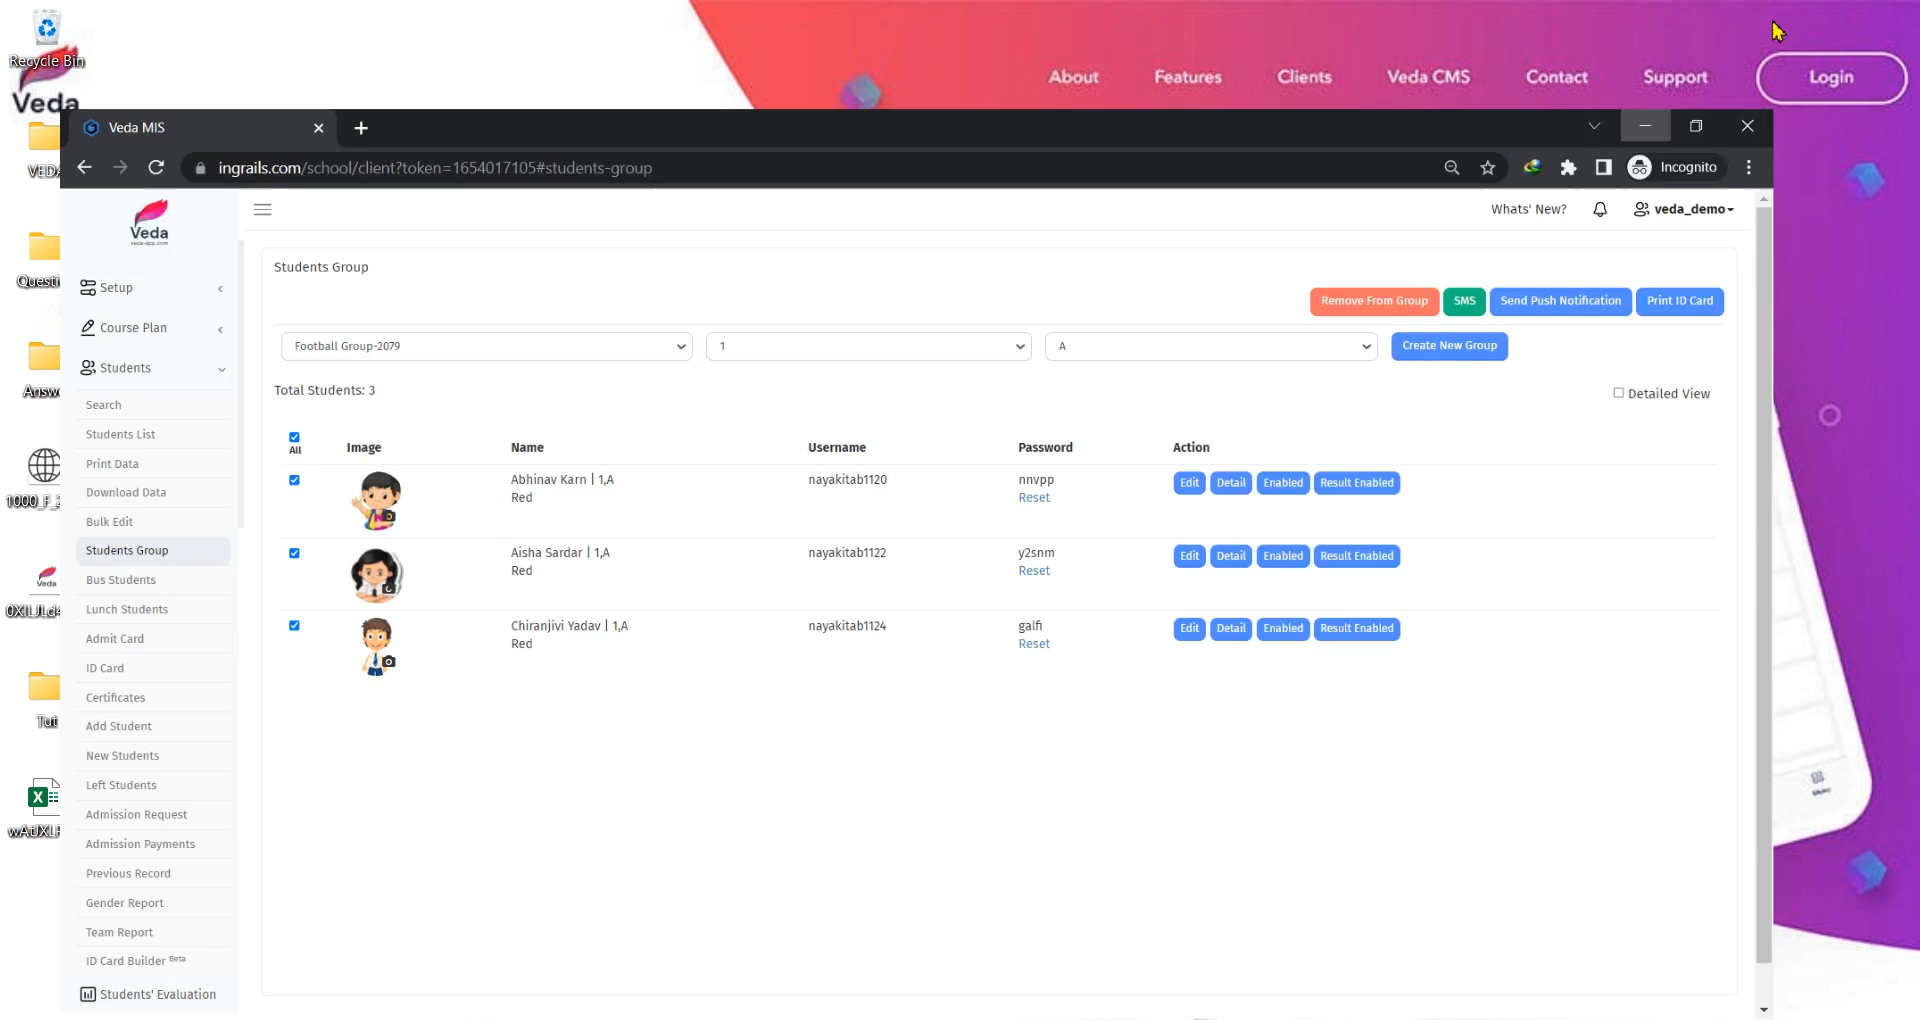 Recycle Bin
Veda
About
Features
Clients
Veda CMS
Contact
Support
Login
Veda MIS
ingrails.com/school/client?token=1654017105#students-group
Incognito
Veda
veda-app.com
Whats' New?
veda_demo
Setup
Course Plan
Students
Search
Students List
Print Data
Download Data
Bulk Edit
Students Group
Bus Students
Lunch Students
Admit Card
ID Card
Certificates
Add Student
New Students
Left Students
Admission Request
Admission Payments
Previous Record
Gender Report
Team Report
ID Card Builder Beta
Students' Evaluation
Students Group
Remove From Group
SMS
Send Push Notification
Print ID Card
Football Group-2079
1
A
Create New Group
Total Students: 3
Detailed View
All
Image
Name
Username
Password
Action
Abhinav Karn | 1,A
Red
nayakitab1120
nnvpp
Reset
Edit
Detail
Enabled
Result Enabled
Aisha Sardar | 1,A
Red
nayakitab1122
y2snm
Reset
Edit
Detail
Enabled
Result Enabled
Chiranjivi Yadav | 1,A
Red
nayakitab1124
galfi
Reset
Edit
Detail
Enabled
Result Enabled